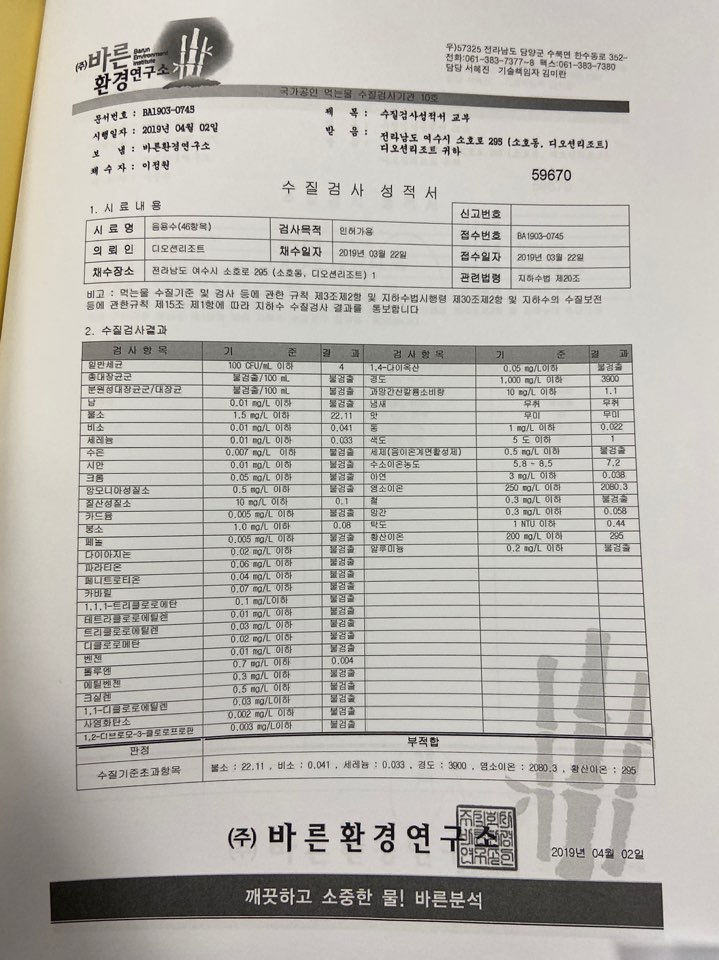 (주)바른 환경연구소
Barun Environment Institute
우)57325 전라남도 담양군 수북면 한수동로 352-
전화:061-383-7377~8 팩스:061-383-7380
담당 서혜진 기술책임자 김미란
국가공인 먹는물 수질검사기관 10호
문서번호 : BA1903-0745 제 목 : 수질검사성적서 교부
시행일자 : 2019년 04월 02일 받 음 : 전라남도 여수시 소호로 295 (소호동, 디오션리조트)
보 냄 : 바른환경연구소 디오션리조트 귀하
채 수 자 : 이정원
59670
수 질 검 사 성 적 서
1. 시 료 내 용
신고번호
시 료 명 음용수(46항목) 검사목적 인허가용 접수번호 BA1903-0745
의 뢰 인 디오션리조트 채수일자 2019년 03월 22일 접수일자 2019년 03월 22일
채수장소 전라남도 여수시 소호로 295 (소호동, 디오션리조트) 1 관련법령 지하수법 제20조
비고 : 먹는물 수질기준 및 검사 등에 관한 규칙 제3조제2항 및 지하수법시행령 제30조제2항 및 지하수의 수질보전
등에 관한규칙 제15조 제1항에 따라 지하수 수질검사 결과를 통보합니다
2. 수질검사결과
검 사 항 목 기 준 결 과 검 사 항 목 기 준 결 과
일반세균 100 CFU/mL 이하 4 1,4-다이옥산 0.05 mg/L이하 불검출
총대장균군 불검출/100 mL 불검출 경도 1,000 mg/L 이하 3900
분원성대장균군/대장균 불검출/100 mL 불검출 과망간산칼륨소비량 10 mg/L 이하 1.1
납 0.01 mg/L 이하 불검출 냄새 무취 무취
불소 1.5 mg/L 이하 22.11 맛 무미 무미
비소 0.01 mg/L 이하 0.041 동 1 mg/L 이하 0.022
세레늄 0.01 mg/L 이하 0.033 색도 5 도 이하 1
수은 0.007 mg/L 이하 불검출 세제(음이온계면활성제) 0.5 mg/L 이하 불검출
시안 0.01 mg/L 이하 불검출 수소이온농도 5.8 ~ 8.5 7.2
크롬 0.05 mg/L 이하 불검출 아연 3 mg/L 이하 0.038
암모니아성질소 0.5 mg/L 이하 불검출 염소이온 250 mg/L 이하 2080.3
질산성질소 10 mg/L 이하 0.1 철 0.3 mg/L 이하 불검출
카드뮴 0.005 mg/L 이하 불검출 망간 0.3 mg/L 이하 0.058
붕소 1.0 mg/L 이하 0.08 탁도 1 NTU 이하 0.44
페놀 0.005 mg/L 이하 불검출 황산이온 200 mg/L 이하 295
다이아지논 0.02 mg/L 이하 불검출 알루미늄 0.2 mg/L 이하 불검출
파라티온 0.06 mg/L 이하 불검출
페니트로티온 0.04 mg/L 이하 불검출
카바릴 0.07 mg/L 이하 불검출
1,1,1-트리클로로에탄 0.1 mg/L이하 불검출
테트라클로로에틸렌 0.01 mg/L 이하 불검출
트리클로로에틸렌 0.03 mg/L 이하 불검출
디클로로메탄 0.02 mg/L 이하 불검출
벤젠 0.01 mg/L 이하 불검출
톨루엔 0.7 mg/L 이하 0.004
에틸벤젠 0.3 mg/L 이하 불검출
크실렌 0.5 mg/L 이하 불검출
1,1-디클로로에틸렌 0.03 mg/L이하 불검출
사염화탄소 0.002 mg/L 이하 불검출
1,2-디브로모-3-클로로프로판 0.003 mg/L이하 불검출
판정 부적합
수질기준초과항목 불소 : 22.11 , 비소 : 0.041 , 세레늄 : 0.033 , 경도 : 3900 , 염소이온 : 2080.3 , 황산이온 : 295
(주) 바른환경연구소
2019년 04월 02일
깨끗하고 소중한 물! 바른분석